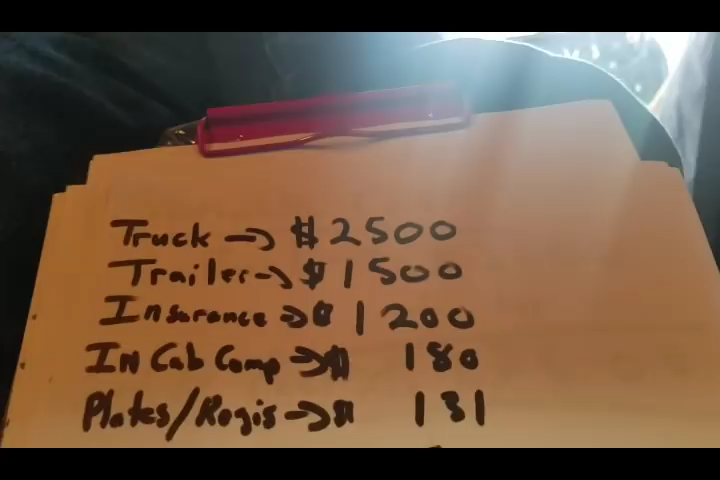 Truck → $2500
Trailer → $1500
Insurance → $1200
IN Cab Comp → $ 180
Plates/Regis → $ 131